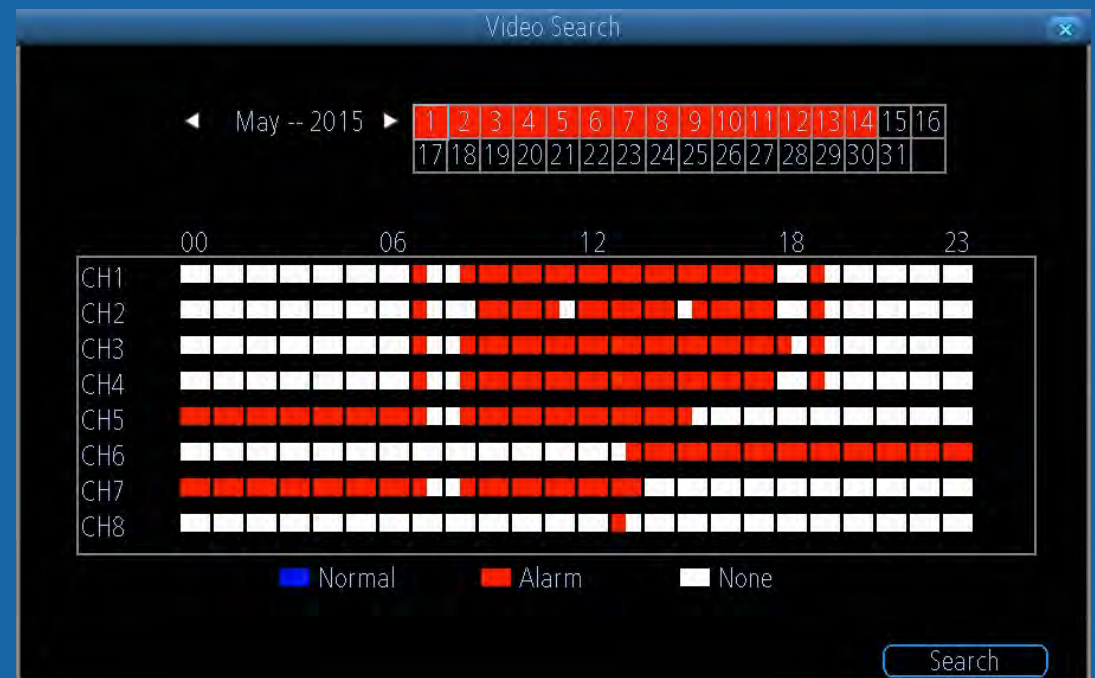 Video Search
May -- 2015 1 2 3 4 5 6 7 8 9 10 11 12 13 14 15 16
17 18 19 20 21 22 23 24 25 26 27 28 29 30 31
00 06 12 18 23
CH1
CH2
CH3
CH4
CH5
CH6
CH7
CH8
Normal Alarm None
Search